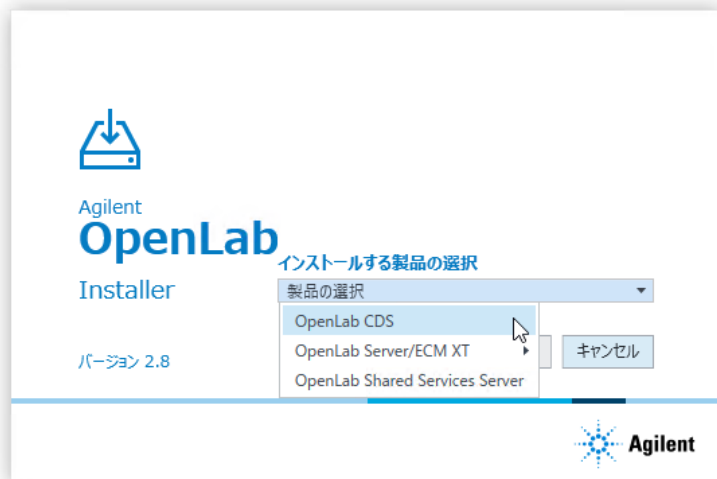 Agilent
OpenLab
Installer
バージョン 2.8
インストールする製品の選択
製品の選択
OpenLab CDS
OpenLab Server/ECM XT
OpenLab Shared Services Server
キャンセル
Agilent